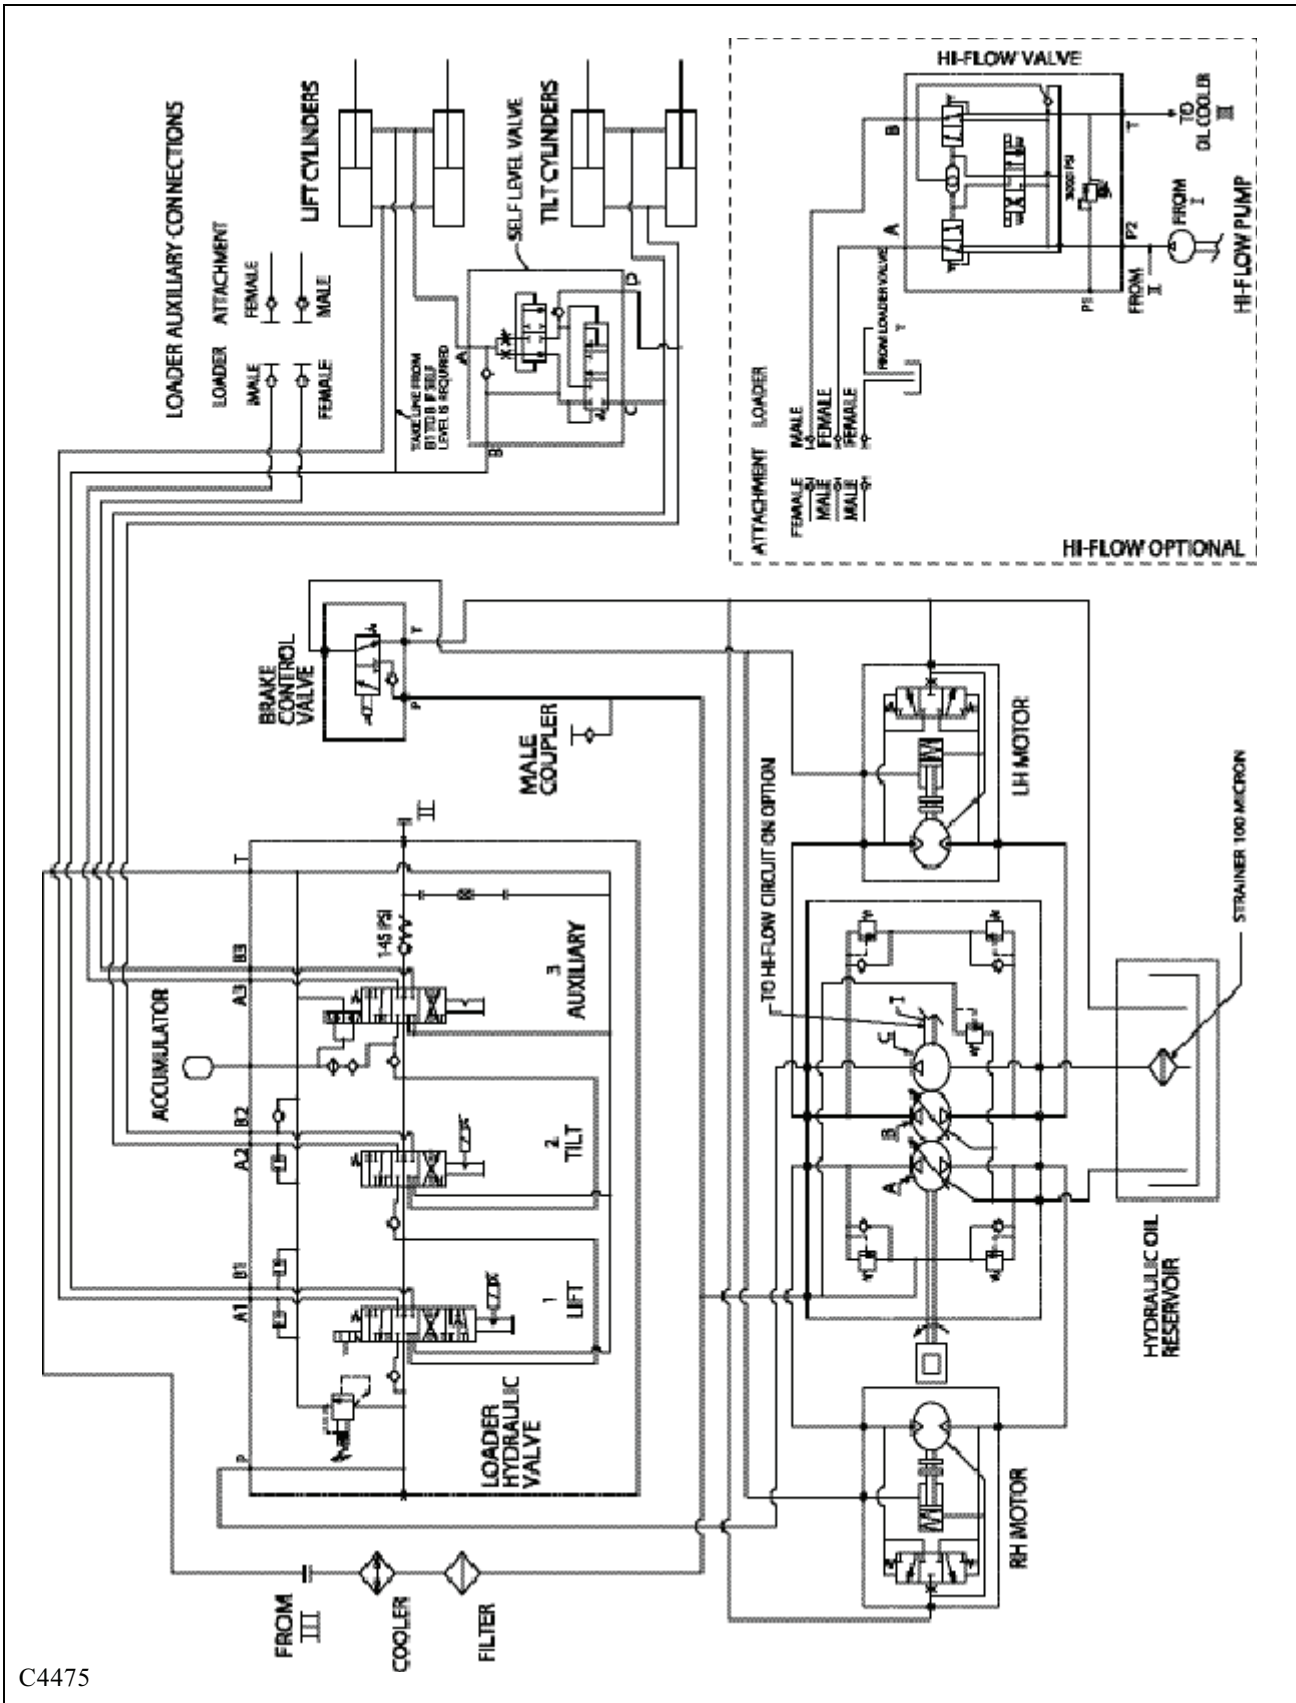 LOADER AUXILIARY CONNECTIONS
LOADER
ATTACHMENT
MALE
FEMALE
FEMALE
MALE
LIFT CYLINDERS
SELF LEVEL VALVE
TILT CYLINDERS
TAKE LINE FROM
B1 TO B IF SELF
LEVEL IS REQUIRED
A
B
C
D
HI-FLOW VALVE
B
A
T
TO
OIL COOLER
III
P2
FROM
I
FROM
II
HI-FLOW PUMP
FROM LOADER VALVE
T
ATTACHMENT
LOADER
FEMALE
MALE
MALE
MALE
FEMALE
FEMALE
HI-FLOW OPTIONAL
BRAKE
CONTROL
VALVE
P
T
MALE
COUPLER
II
ACCUMULATOR
P
A1
B1
A2
B2
A3
B3
T
145 PSI
1
LIFT
2
TILT
3
AUXILIARY
LOADER
HYDRAULIC
VALVE
FROM
III
COOLER
FILTER
TO HI-FLOW CIRCUIT ON OPTION
LH MOTOR
A
B
C
I
RH MOTOR
HYDRAULIC OIL
RESERVOIR
STRAINER 100 MICRON
C4475